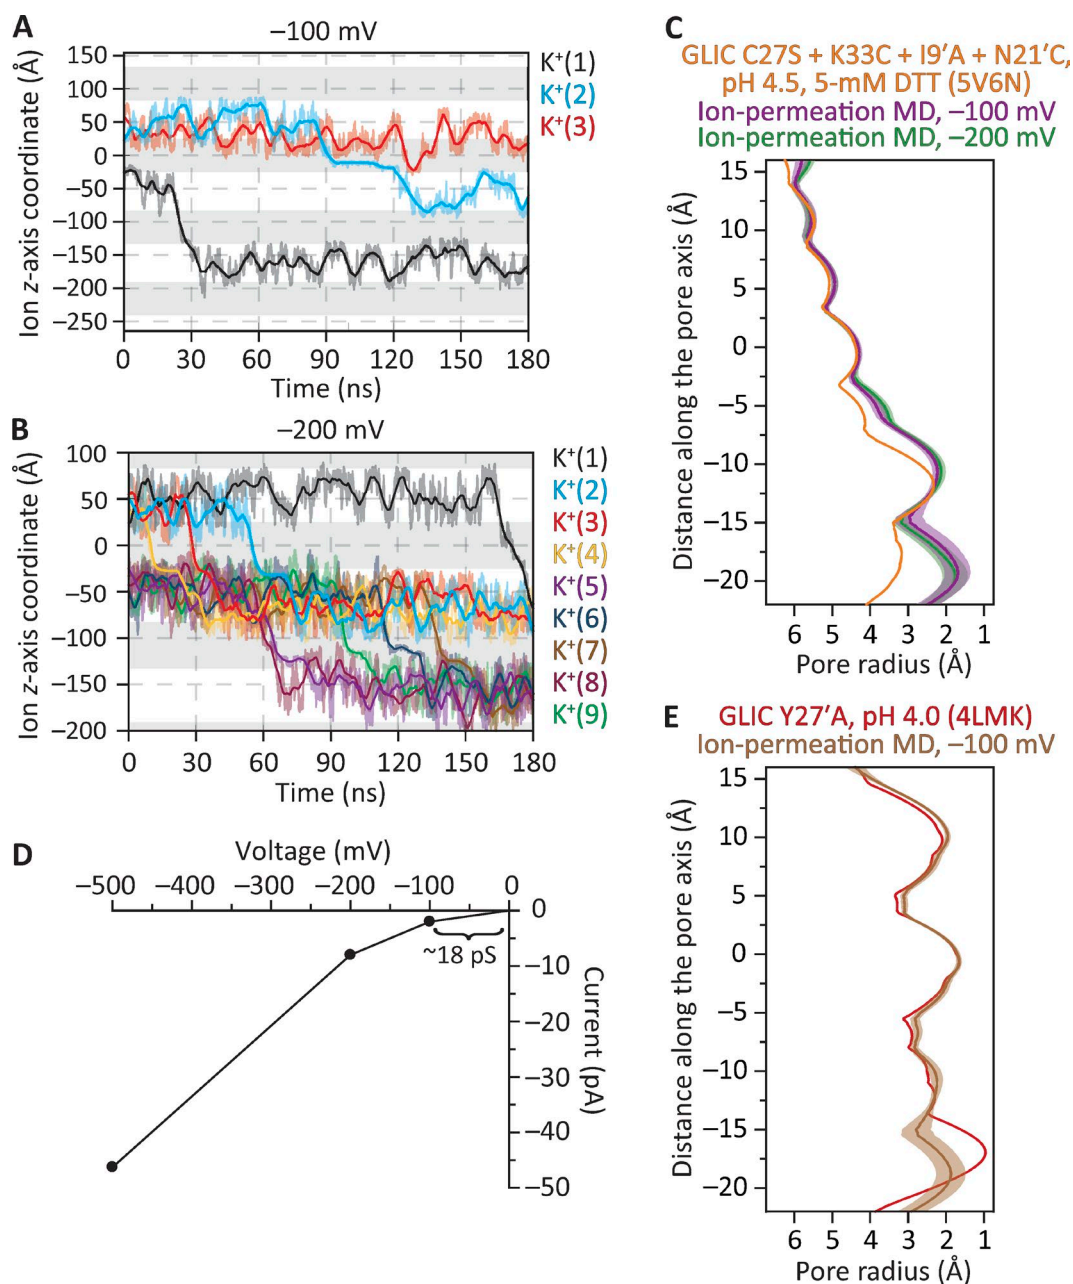 A
–100 mV
Ion z-axis coordinate (Å)
150
100
50
0
–50
–100
–150
–200
–250
0 30 60 90 120 150 180
Time (ns)
K⁺(1)
K⁺(2)
K⁺(3)
B
–200 mV
Ion z-axis coordinate (Å)
100
50
0
–50
–100
–150
–200
0 30 60 90 120 150 180
Time (ns)
K⁺(1)
K⁺(2)
K⁺(3)
K⁺(4)
K⁺(5)
K⁺(6)
K⁺(7)
K⁺(8)
K⁺(9)
C
GLIC C27S + K33C + I9′A + N21′C,
pH 4.5, 5-mM DTT (5V6N)
Ion-permeation MD, –100 mV
Ion-permeation MD, –200 mV
Distance along the pore axis (Å)
15
10
5
0
–5
–10
–15
–20
6 5 4 3 2 1
Pore radius (Å)
D
Voltage (mV)
–500 –400 –300 –200 –100 0
0
–10
–20
–30
–40
–50
~18 pS
Current (pA)
E
GLIC Y27′A, pH 4.0 (4LMK)
Ion-permeation MD, –100 mV
Distance along the pore axis (Å)
15
10
5
0
–5
–10
–15
–20
6 5 4 3 2 1
Pore radius (Å)